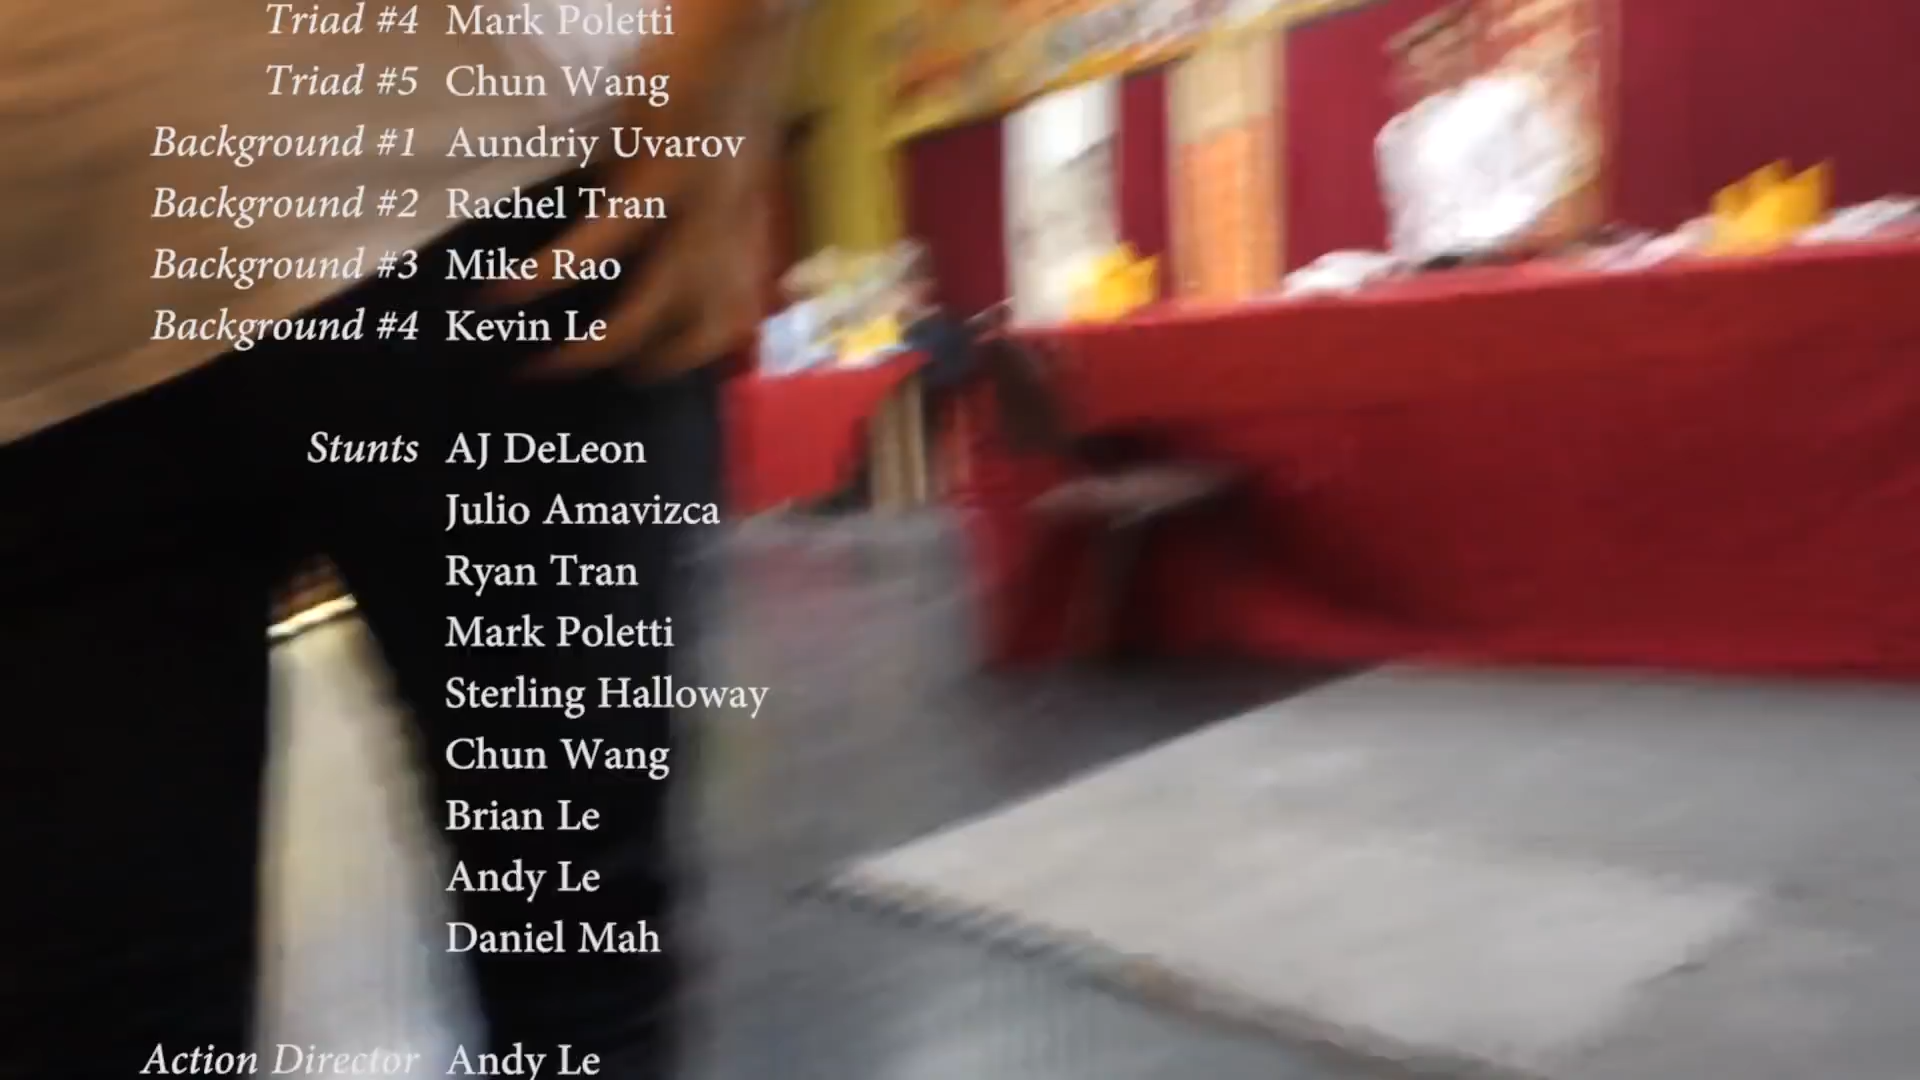 Triad #4 Mark Poletti
Triad #5 Chun Wang
Background #1 Aundriy Uvarov
Background #2 Rachel Tran
Background #3 Mike Rao
Background #4 Kevin Le
Stunts AJ DeLeon
Julio Amavizca
Ryan Tran
Mark Poletti
Sterling Halloway
Chun Wang
Brian Le
Andy Le
Daniel Mah
Action Director Andy Le